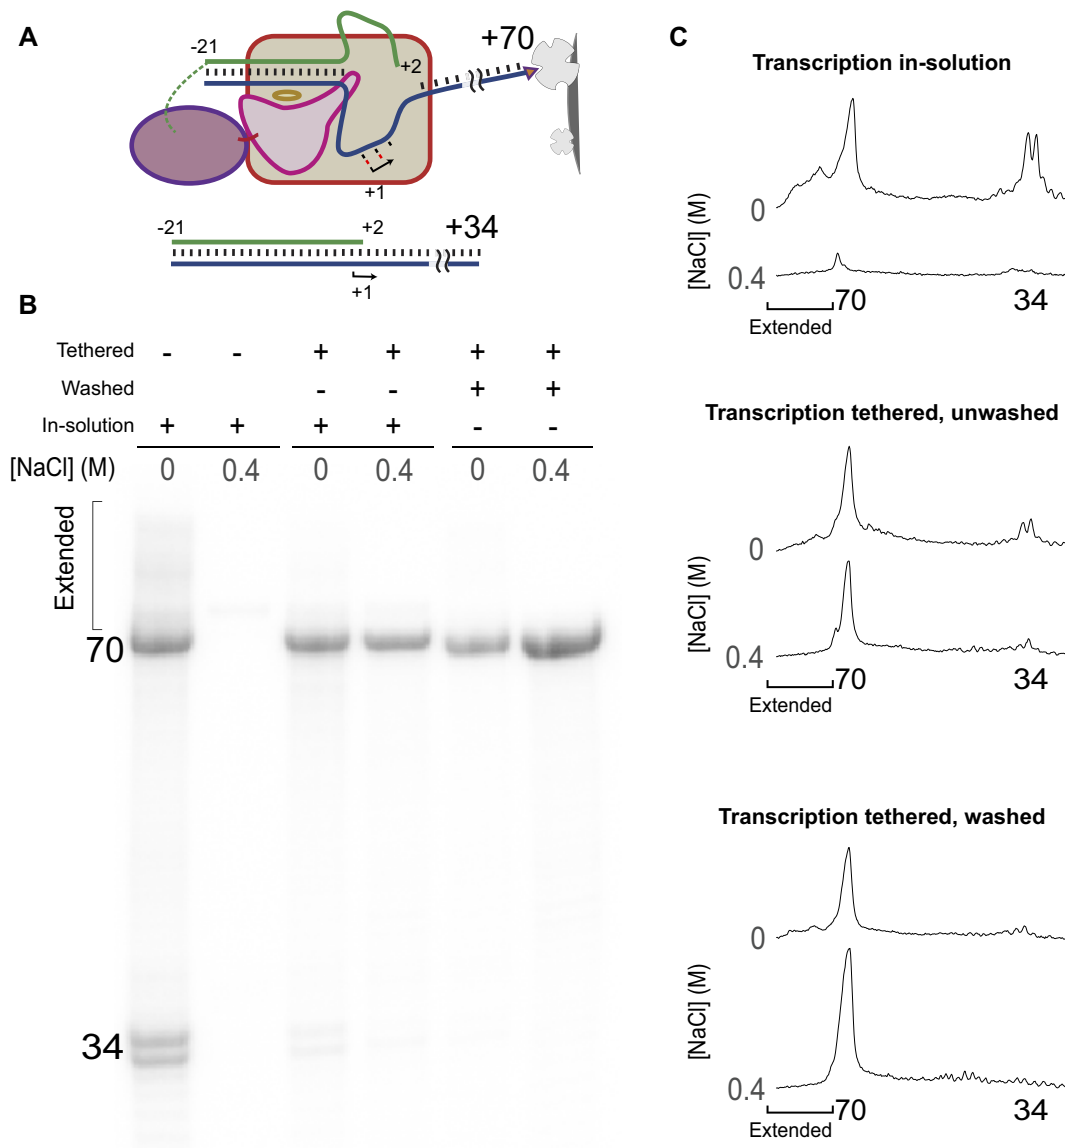 A
-21
+2
+70
+1
-21
+2
+34
+1
B
Tethered - - + + + +
Washed - - + +
In-solution + + + + - -
[NaCl] (M) 0 0.4 0 0.4 0 0.4
Extended
70
34
C
Transcription in-solution
[NaCl] (M)
0
0.4
70 34
Extended
Transcription tethered, unwashed
[NaCl] (M)
0
0.4
70 34
Extended
Transcription tethered, washed
[NaCl] (M)
0
0.4
70 34
Extended